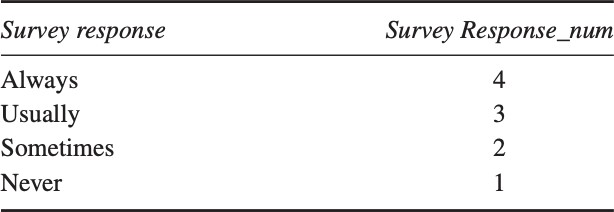 Survey response Survey Response_num
Always 4
Usually 3
Sometimes 2
Never 1